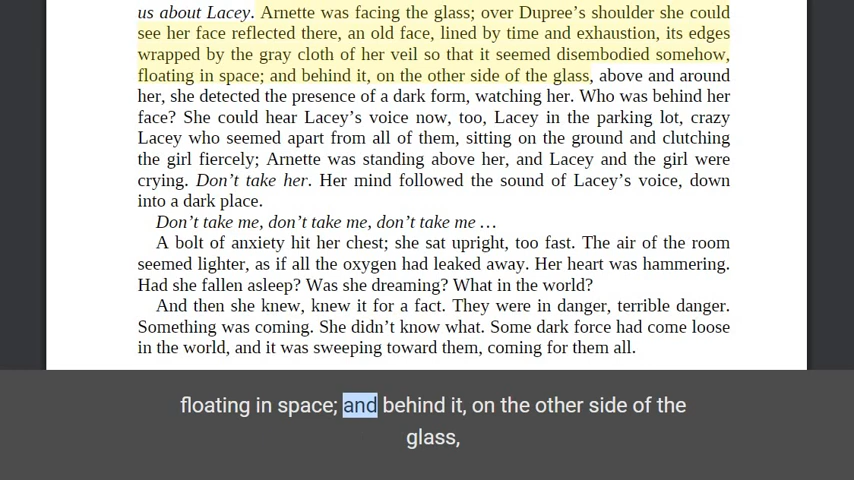 us about Lacey. Arnette was facing the glass; over Dupree’s shoulder she could
see her face reflected there, an old face, lined by time and exhaustion, its edges
wrapped by the gray cloth of her veil so that it seemed disembodied somehow,
floating in space; and behind it, on the other side of the glass, above and around
her, she detected the presence of a dark form, watching her. Who was behind her
face? She could hear Lacey’s voice now, too, Lacey in the parking lot, crazy
Lacey who seemed apart from all of them, sitting on the ground and clutching
the girl fiercely; Arnette was standing above her, and Lacey and the girl were
crying. Don’t take her. Her mind followed the sound of Lacey’s voice, down
into a dark place.
Don’t take me, don’t take me, don’t take me …
A bolt of anxiety hit her chest; she sat upright, too fast. The air of the room
seemed lighter, as if all the oxygen had leaked away. Her heart was hammering.
Had she fallen asleep? Was she dreaming? What in the world?
And then she knew, knew it for a fact. They were in danger, terrible danger.
Something was coming. She didn’t know what. Some dark force had come loose
in the world, and it was sweeping toward them, coming for them all.
floating in space; and behind it, on the other side of the
glass,